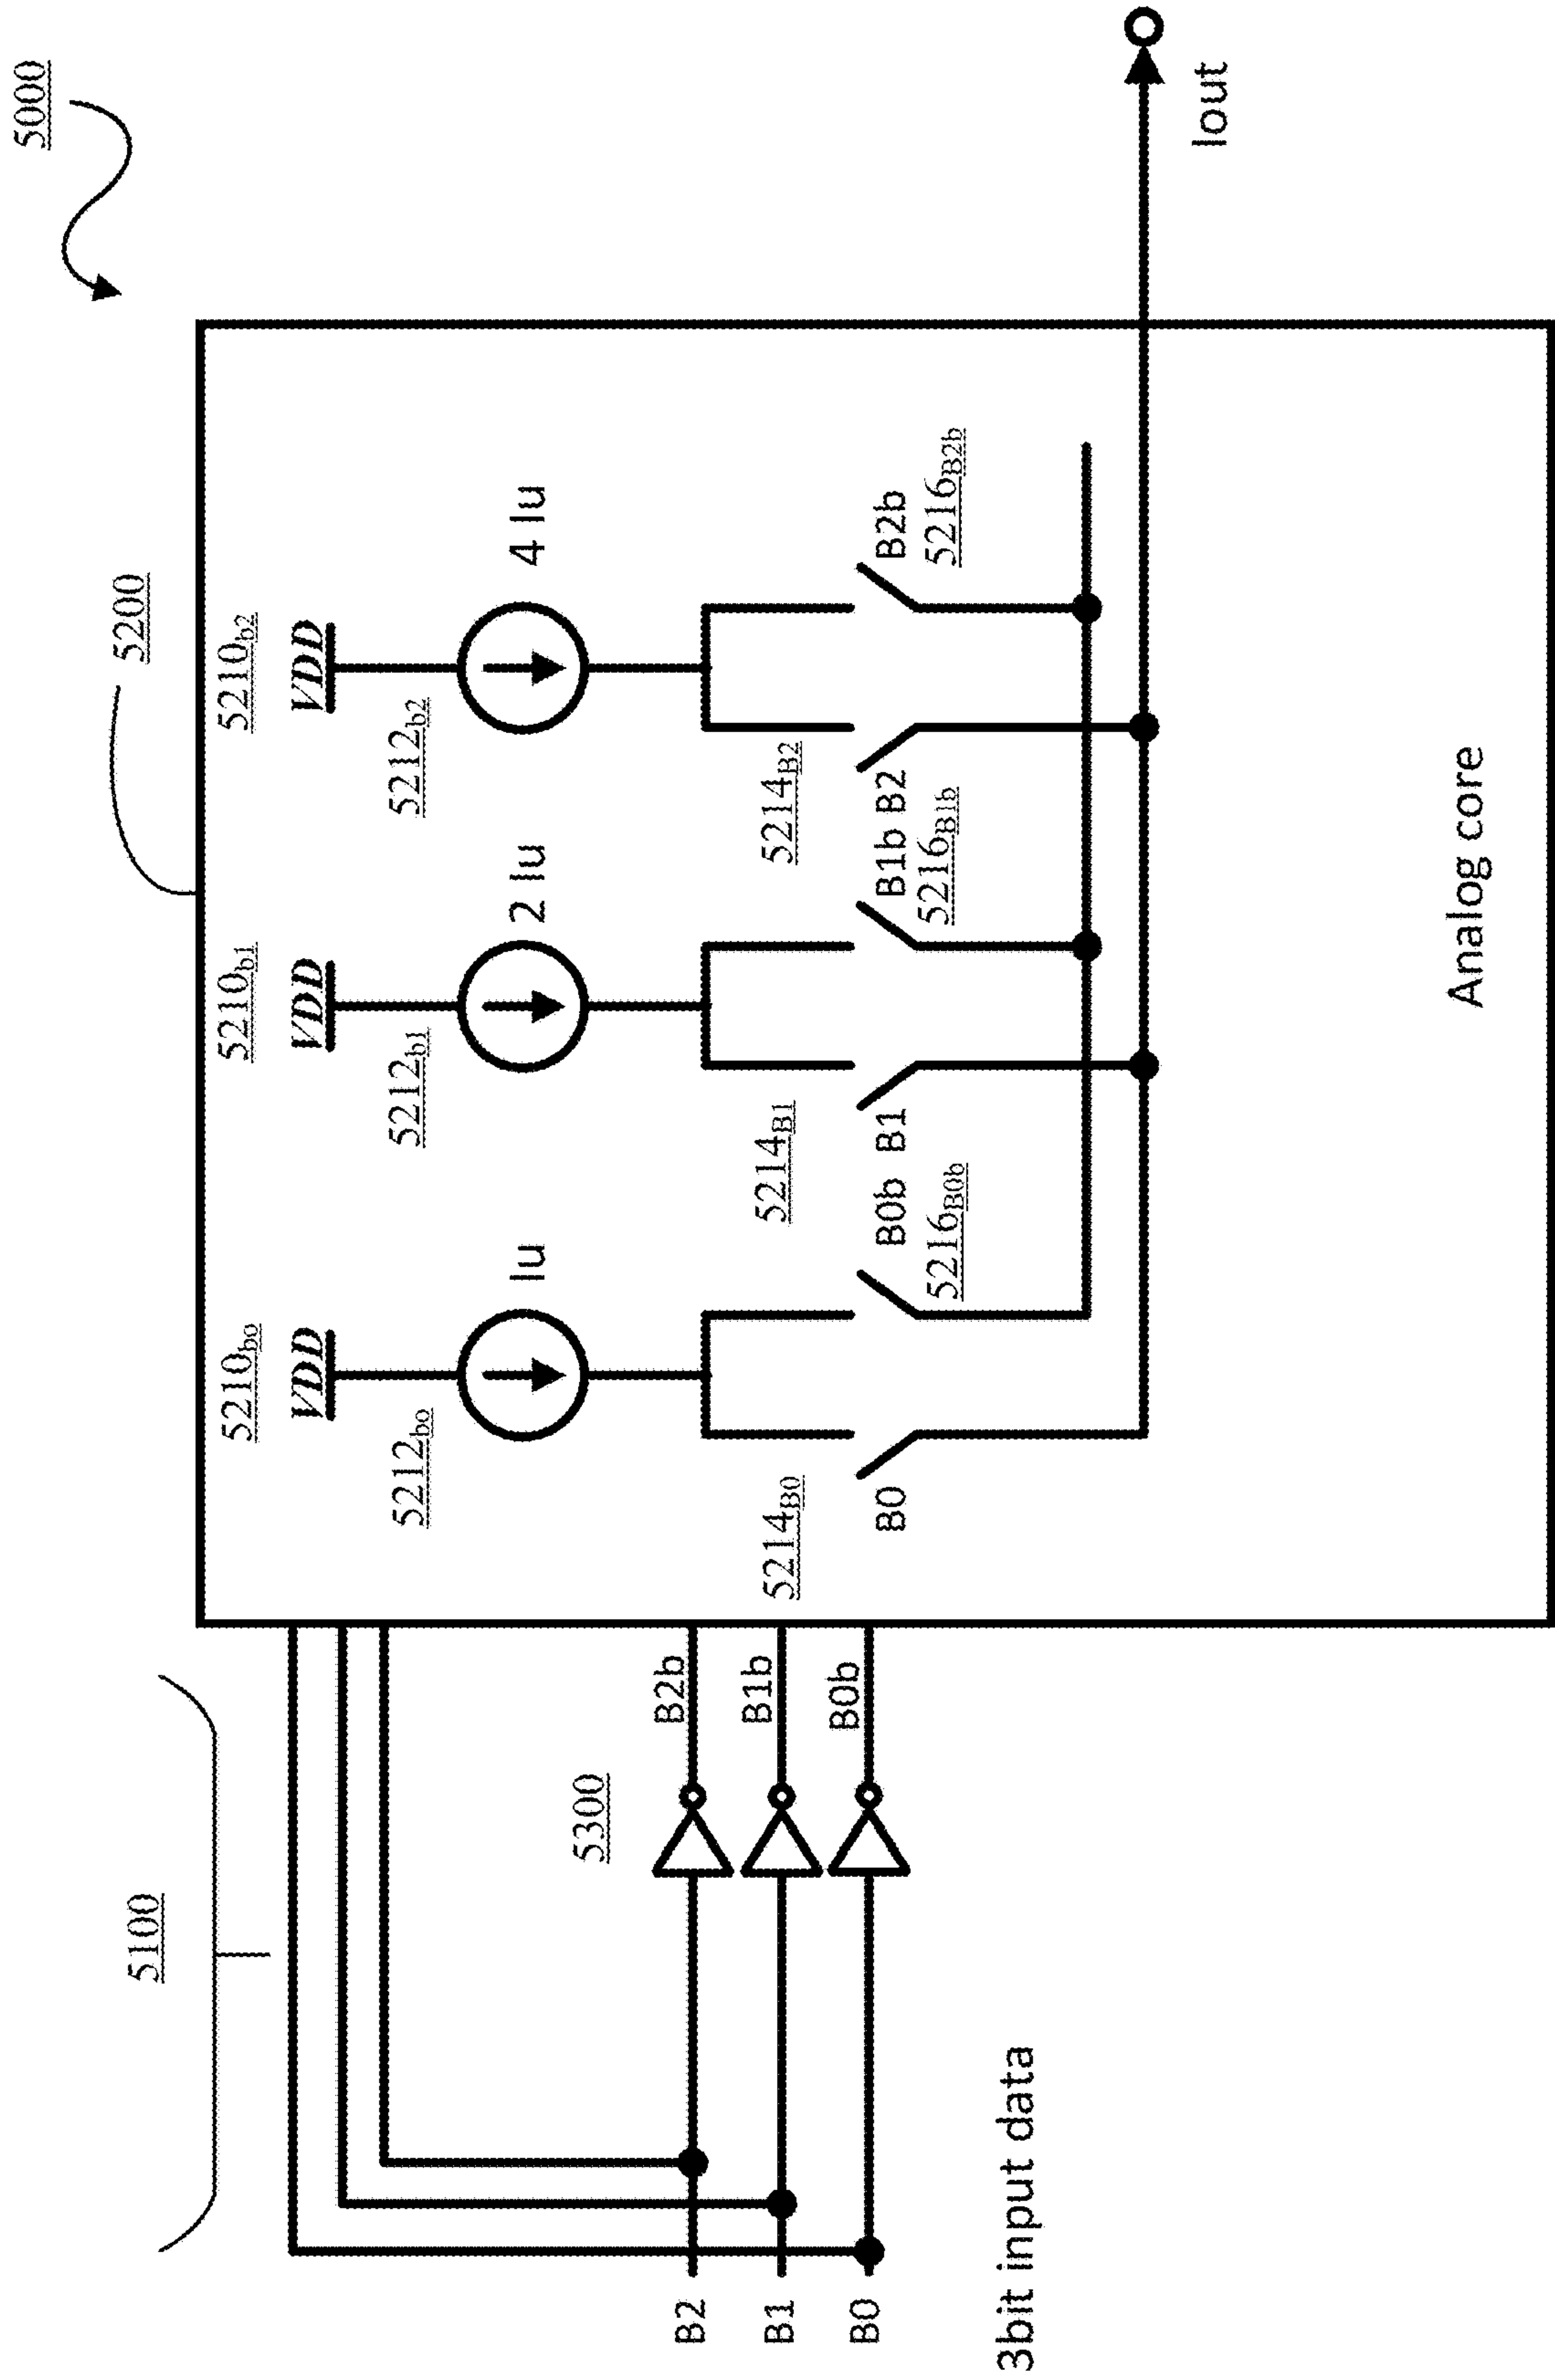 5000
5200
5100
5210bo
5210b1
5210b2
VDD
VDD
VDD
5212bo
5212b1
5212b2
Iu
2 Iu
4 Iu
5300
5214B0
5214B1
5214B2
B2
B2b
B1
B1b
B0
B0b
B0
B0b
B1
B1b
B2
B2b
5216B0b
5216B1b
5216B2b
3bit input data
Iout
Analog core